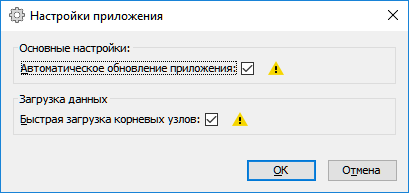 Настройки приложения
Основные настройки:
Автоматическое обновление приложения:
Загрузка данных
Быстрая загрузка корневых узлов:
OK
Отмена